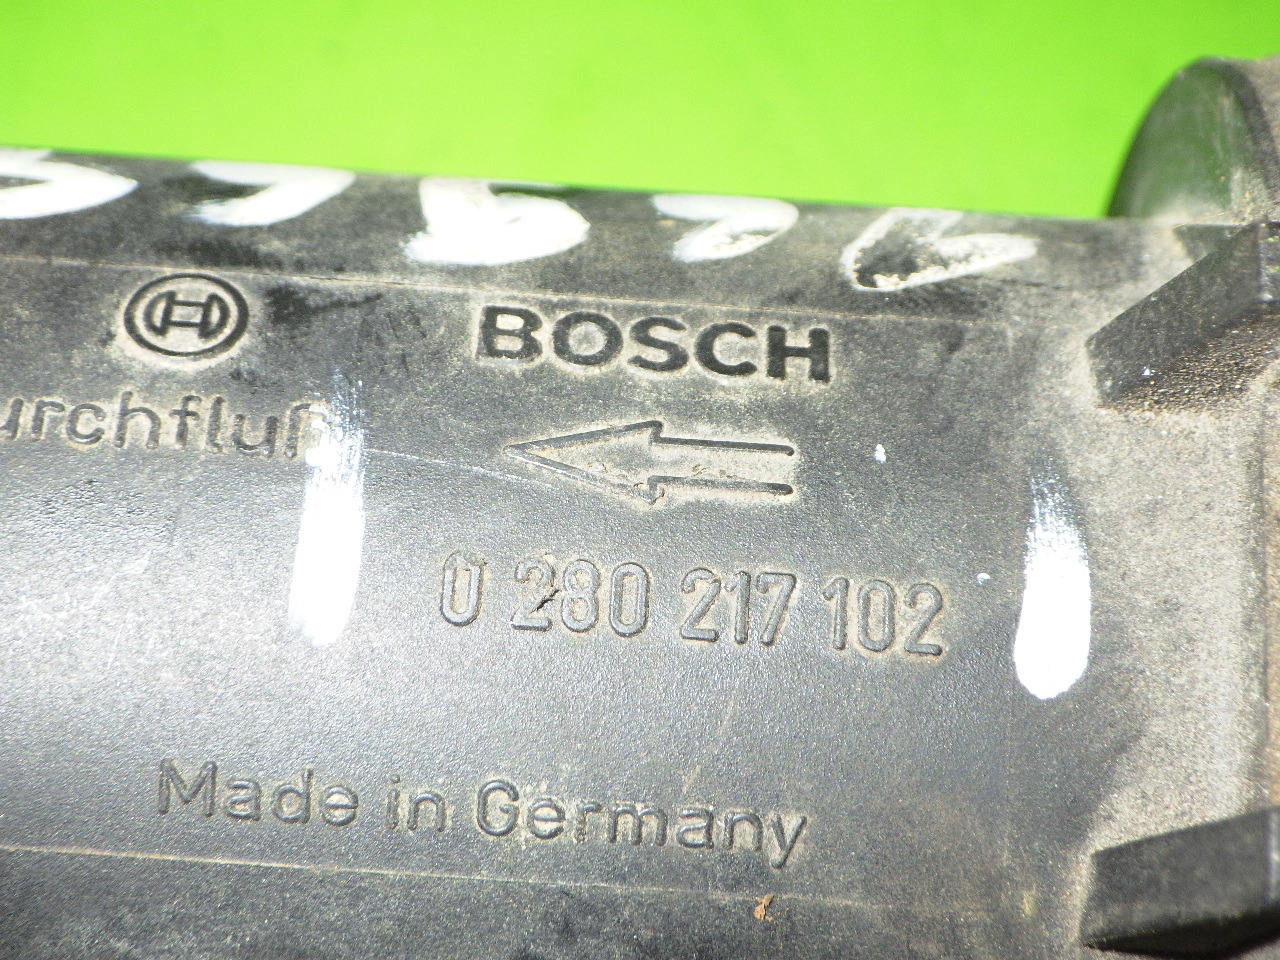 BOSCH
urchfluß
0 280 217 102
Made in Germany